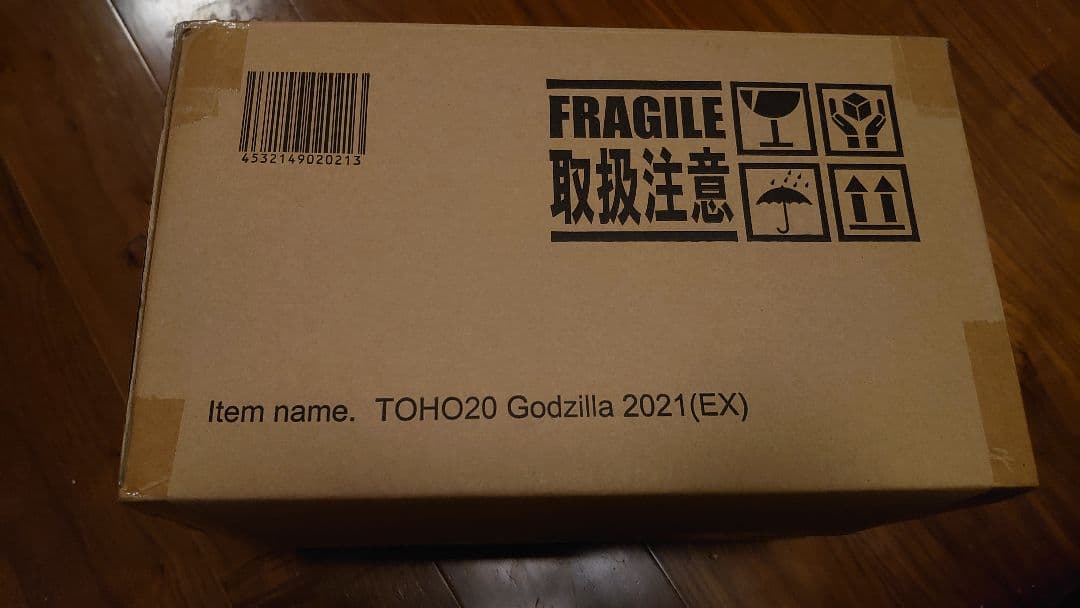 4532149020213
FRAGILE
取扱注意
Item name. TOHO20 Godzilla 2021(EX)